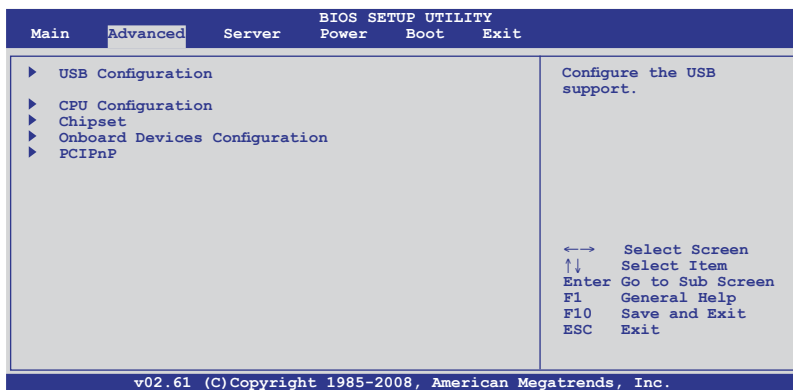 BIOS SETUP UTILITY
Main Advanced Server Power Boot Exit
USB Configuration
CPU Configuration
Chipset
Onboard Devices Configuration
PCIPnP
Configure the USB
support.
←→ Select Screen
↑↓ Select Item
Enter Go to Sub Screen
F1 General Help
F10 Save and Exit
ESC Exit
v02.61 (C)Copyright 1985-2008, American Megatrends, Inc.